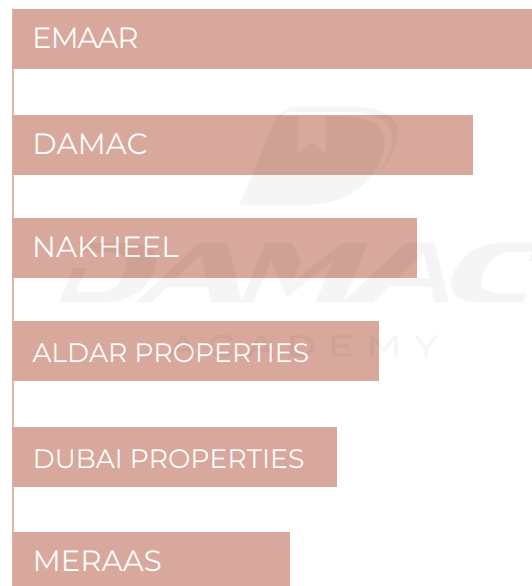 EMAAR
DAMAC
NAKHEEL
DAMAC
ALDAR PROPERTIES
ACADEMY
DUBAI PROPERTIES
MERAAS